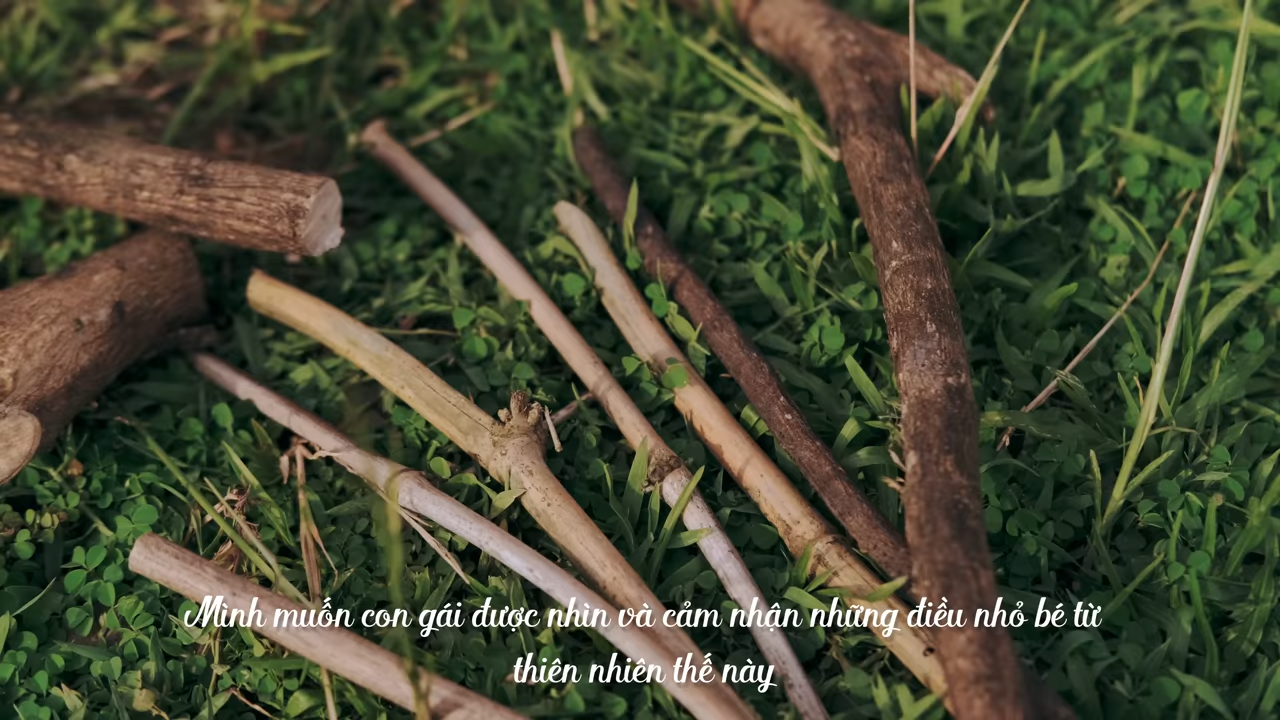 Mình muốn con gái được nhìn và cảm nhận những điều nhỏ bé từ
thiên nhiên thế này